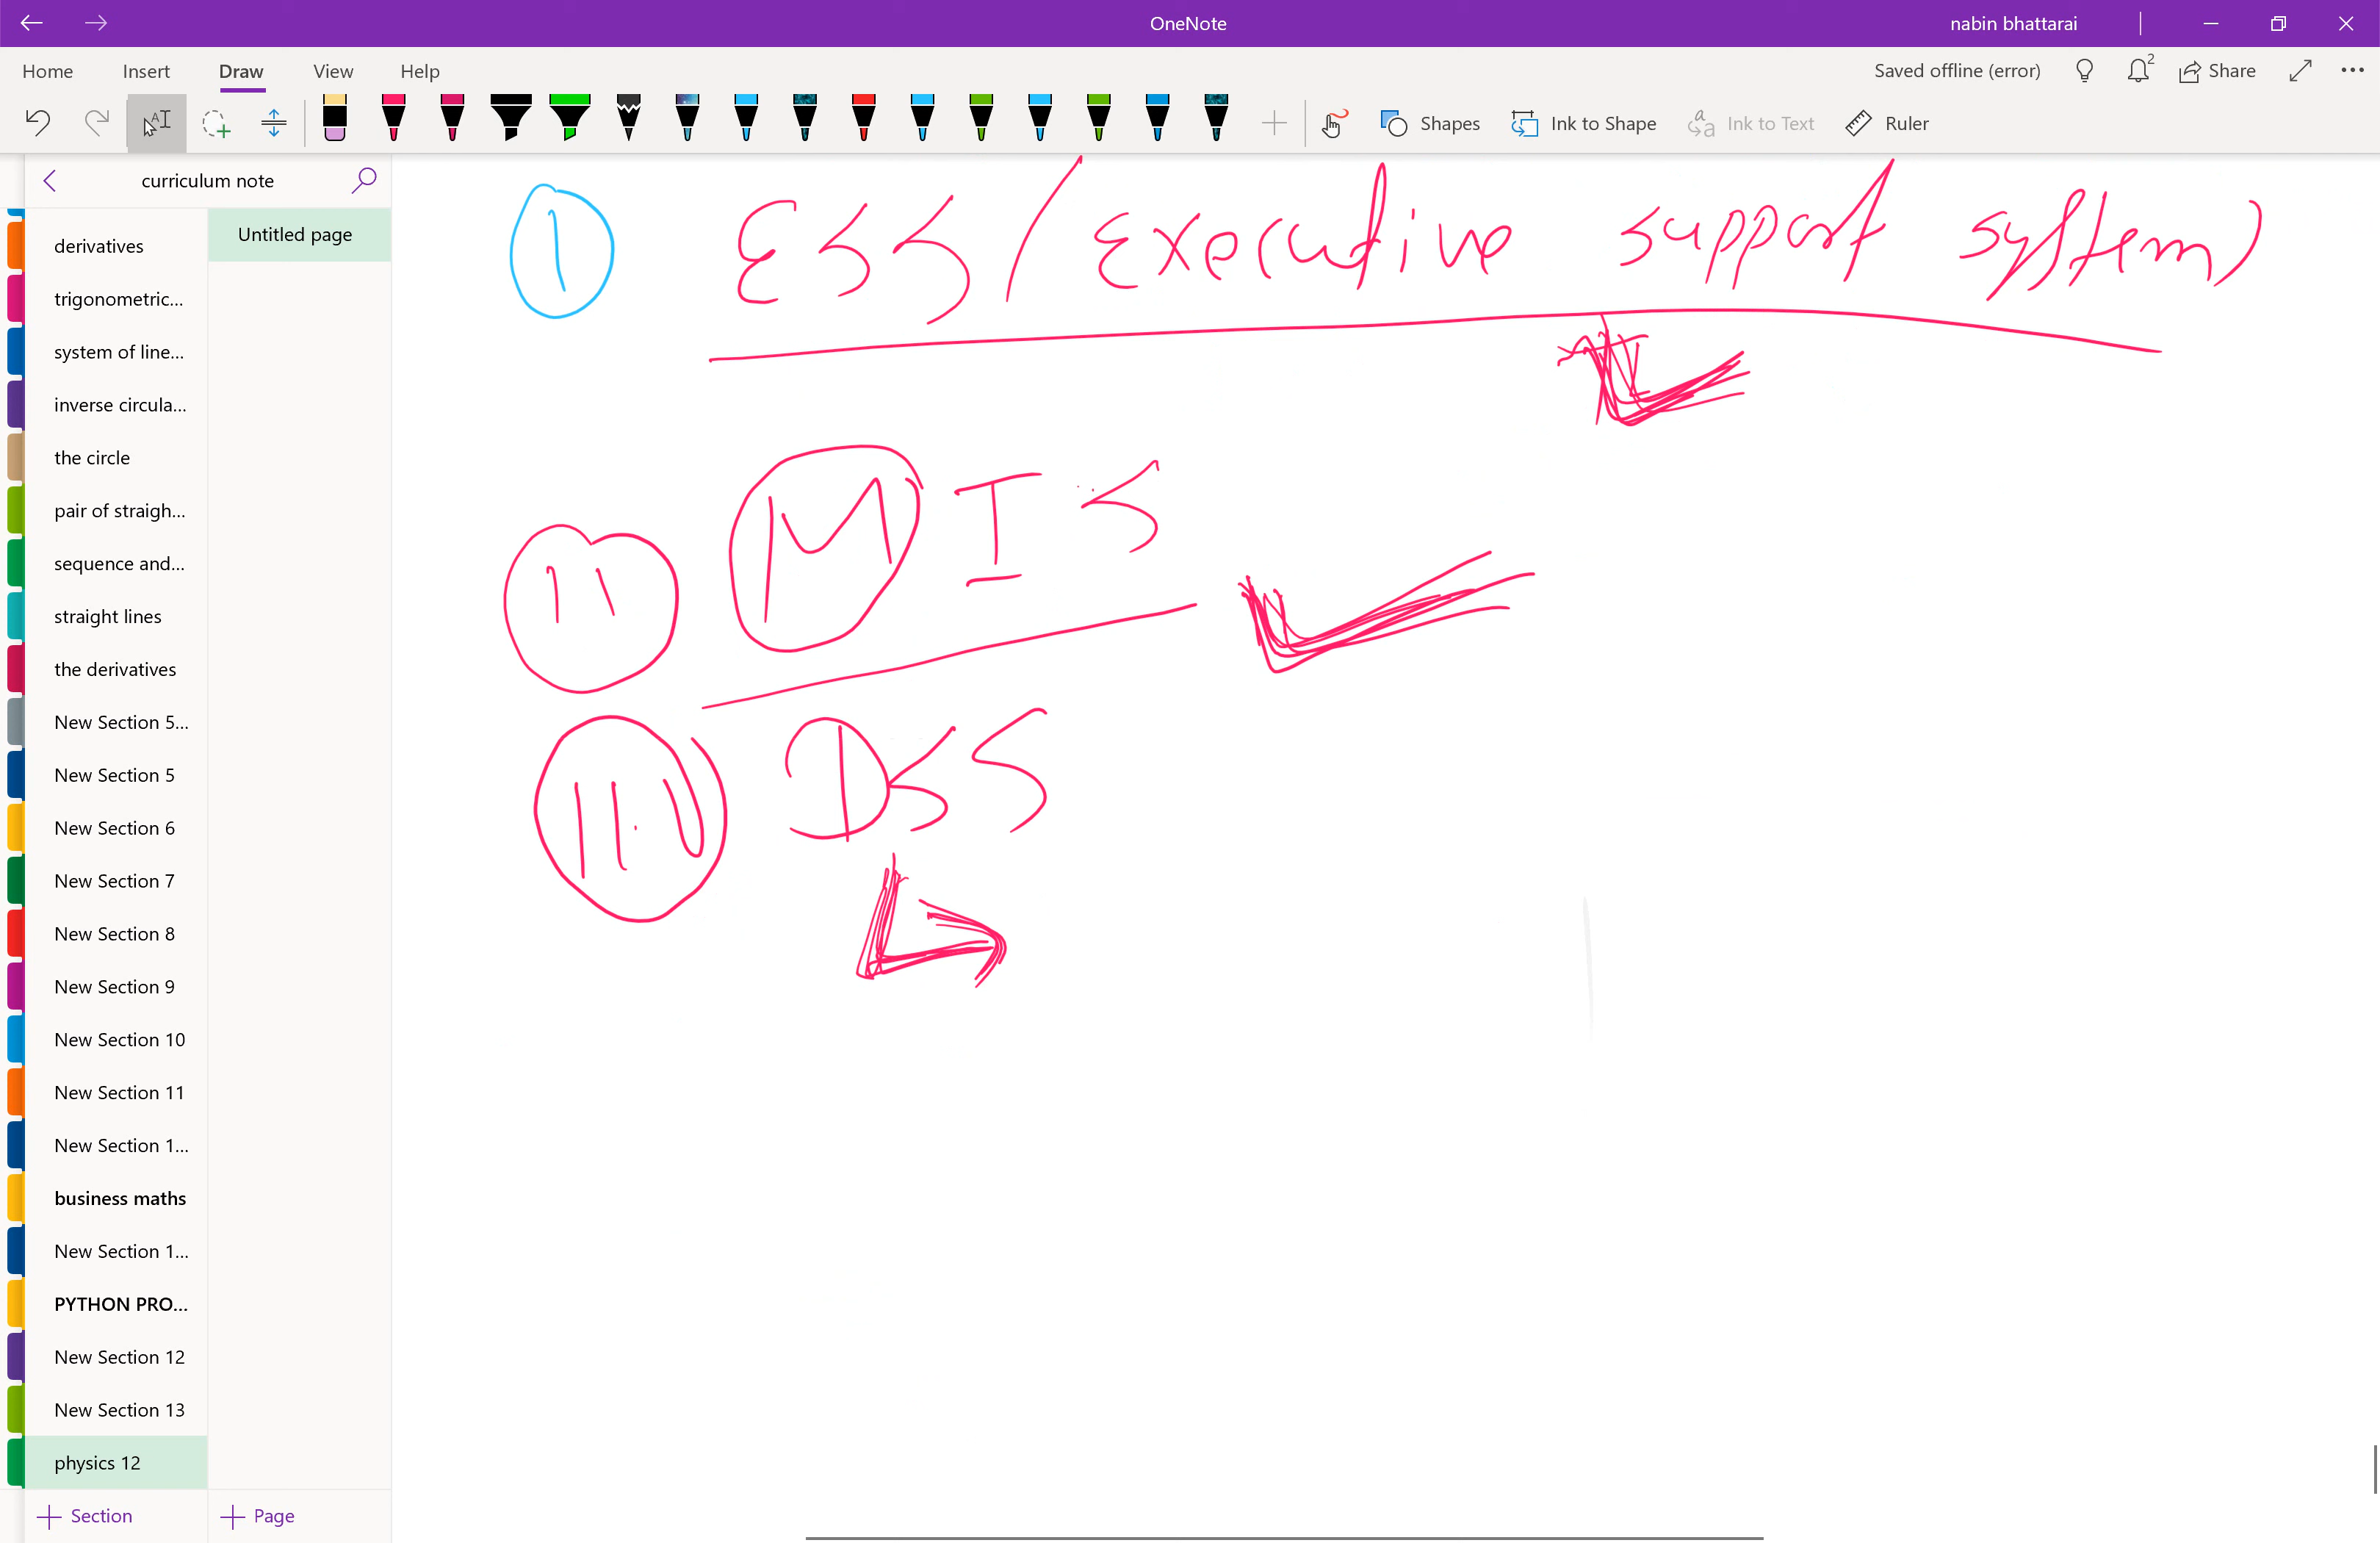 OneNote
nabin bhattarai
Home Insert Draw View Help
Saved offline (error)
2
Share
Shapes
Ink to Shape
Ink to Text
Ruler
curriculum note
Untitled page
derivatives
trigonometric...
system of line...
inverse circula...
the circle
pair of straigh...
sequence and...
straight lines
the derivatives
New Section 5...
New Section 5
New Section 6
New Section 7
New Section 8
New Section 9
New Section 10
New Section 11
New Section 1...
business maths
New Section 1...
PYTHON PRO...
New Section 12
New Section 13
physics 12
+ Section
+ Page
1 ESS (Executive support system)
11 MIS
111 DSS